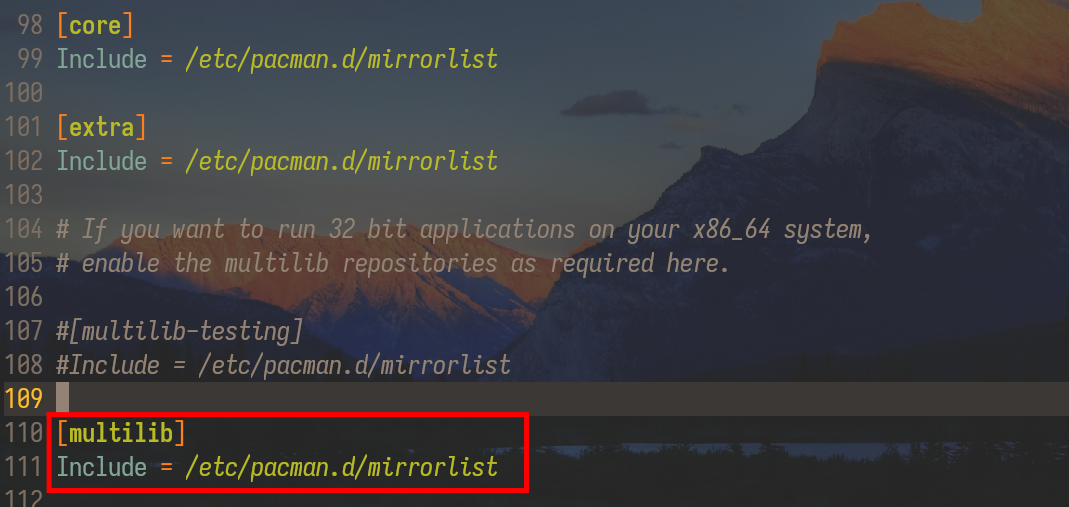 98 [core]
99 Include = /etc/pacman.d/mirrorlist
100
101 [extra]
102 Include = /etc/pacman.d/mirrorlist
103
104 # If you want to run 32 bit applications on your x86_64 system,
105 # enable the multilib repositories as required here.
106
107 #[multilib-testing]
108 #Include = /etc/pacman.d/mirrorlist
109
110 [multilib]
111 Include = /etc/pacman.d/mirrorlist
112